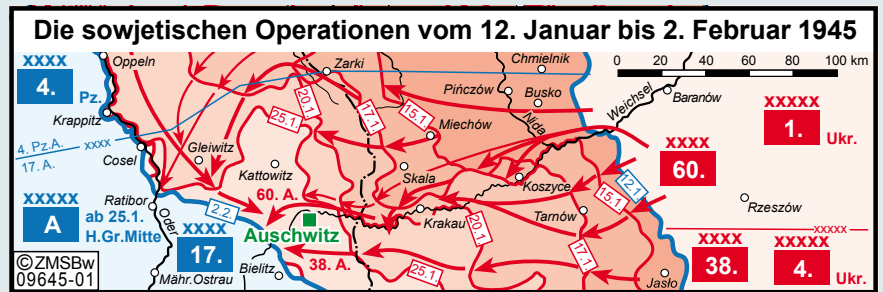 Die sowjetischen Operationen vom 12. Januar bis 2. Februar 1945
XXXX
4.
Pz.
Oppeln
Zarki
Chmielnik
0 20 40 60 80 100 km
Krappitz
Pińczów
Busko
Weichsel
Baranów
20.1.
25.1.
17.1.
15.1.
Nida
XXXXX
1.
Ukr.
4. Pz.A.
XXXX
17. A.
Cosel
Gleiwitz
Miechów
XXXX
60.
Kattowitz
Skala
Koszyce
12.1.
15.1.
XXXXX
A
ab 25.1.
H.Gr.Mitte
Ratibor
Oder
2.2.
60. A.
Krakau
20.1.
Tarnów
Rzeszów
XXXX
17.
Auschwitz
17.1.
XXXXX
XXXX
38.
XXXXX
4.
Ukr.
©ZMSBw
09645-01
Mähr.Ostrau
Bielitz
38. A.
25.1.
Jasło